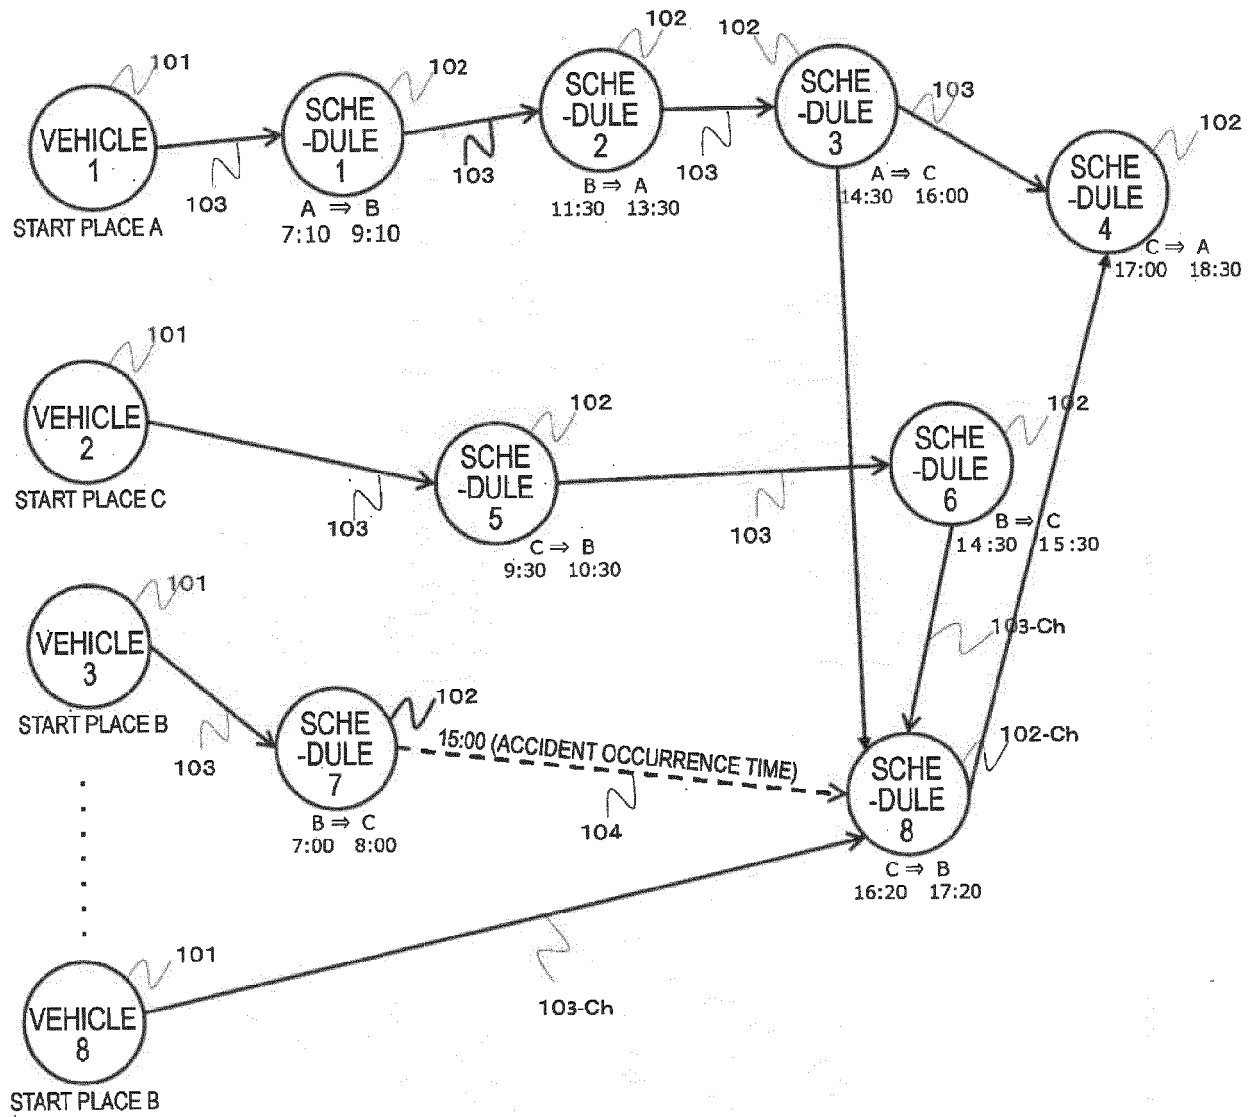 101
VEHICLE
1
START PLACE A
103
102
SCHE
-DULE
1
A ⇒ B
7:10 9:10
103
102
SCHE
-DULE
2
B ⇒ A
11:30 13:30
103
102
SCHE
-DULE
3
A ⇒ C
14:30 16:00
103
102
SCHE
-DULE
4
C ⇒ A
17:00 18:30
101
VEHICLE
2
START PLACE C
103
102
SCHE
-DULE
5
C ⇒ B
9:30 10:30
103
102
SCHE
-DULE
6
B ⇒ C
14:30 15:30
103-Ch
101
VEHICLE
3
START PLACE B
103
102
SCHE
-DULE
7
B ⇒ C
7:00 8:00
15:00 (ACCIDENT OCCURRENCE TIME)
104
102-Ch
SCHE
-DULE
8
C ⇒ B
16:20 17:20
101
VEHICLE
8
START PLACE B
103-Ch